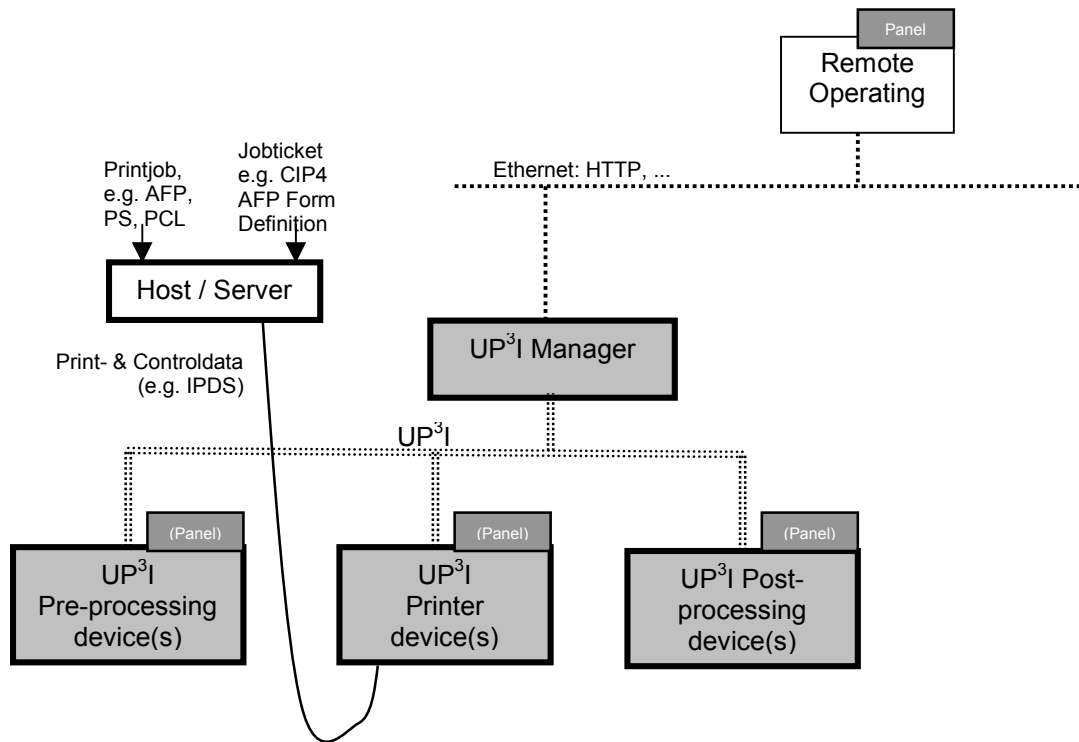 Panel
Remote
Operating
Ethernet: HTTP, ...
Printjob,
e.g. AFP,
PS, PCL
Jobticket
e.g. CIP4
AFP Form
Definition
Host / Server
Print- & Controldata
(e.g. IPDS)
UP³I Manager
UP³I
(Panel)
UP³I
Pre-processing
device(s)
(Panel)
UP³I
Printer
device(s)
(Panel)
UP³I Post-
processing
device(s)